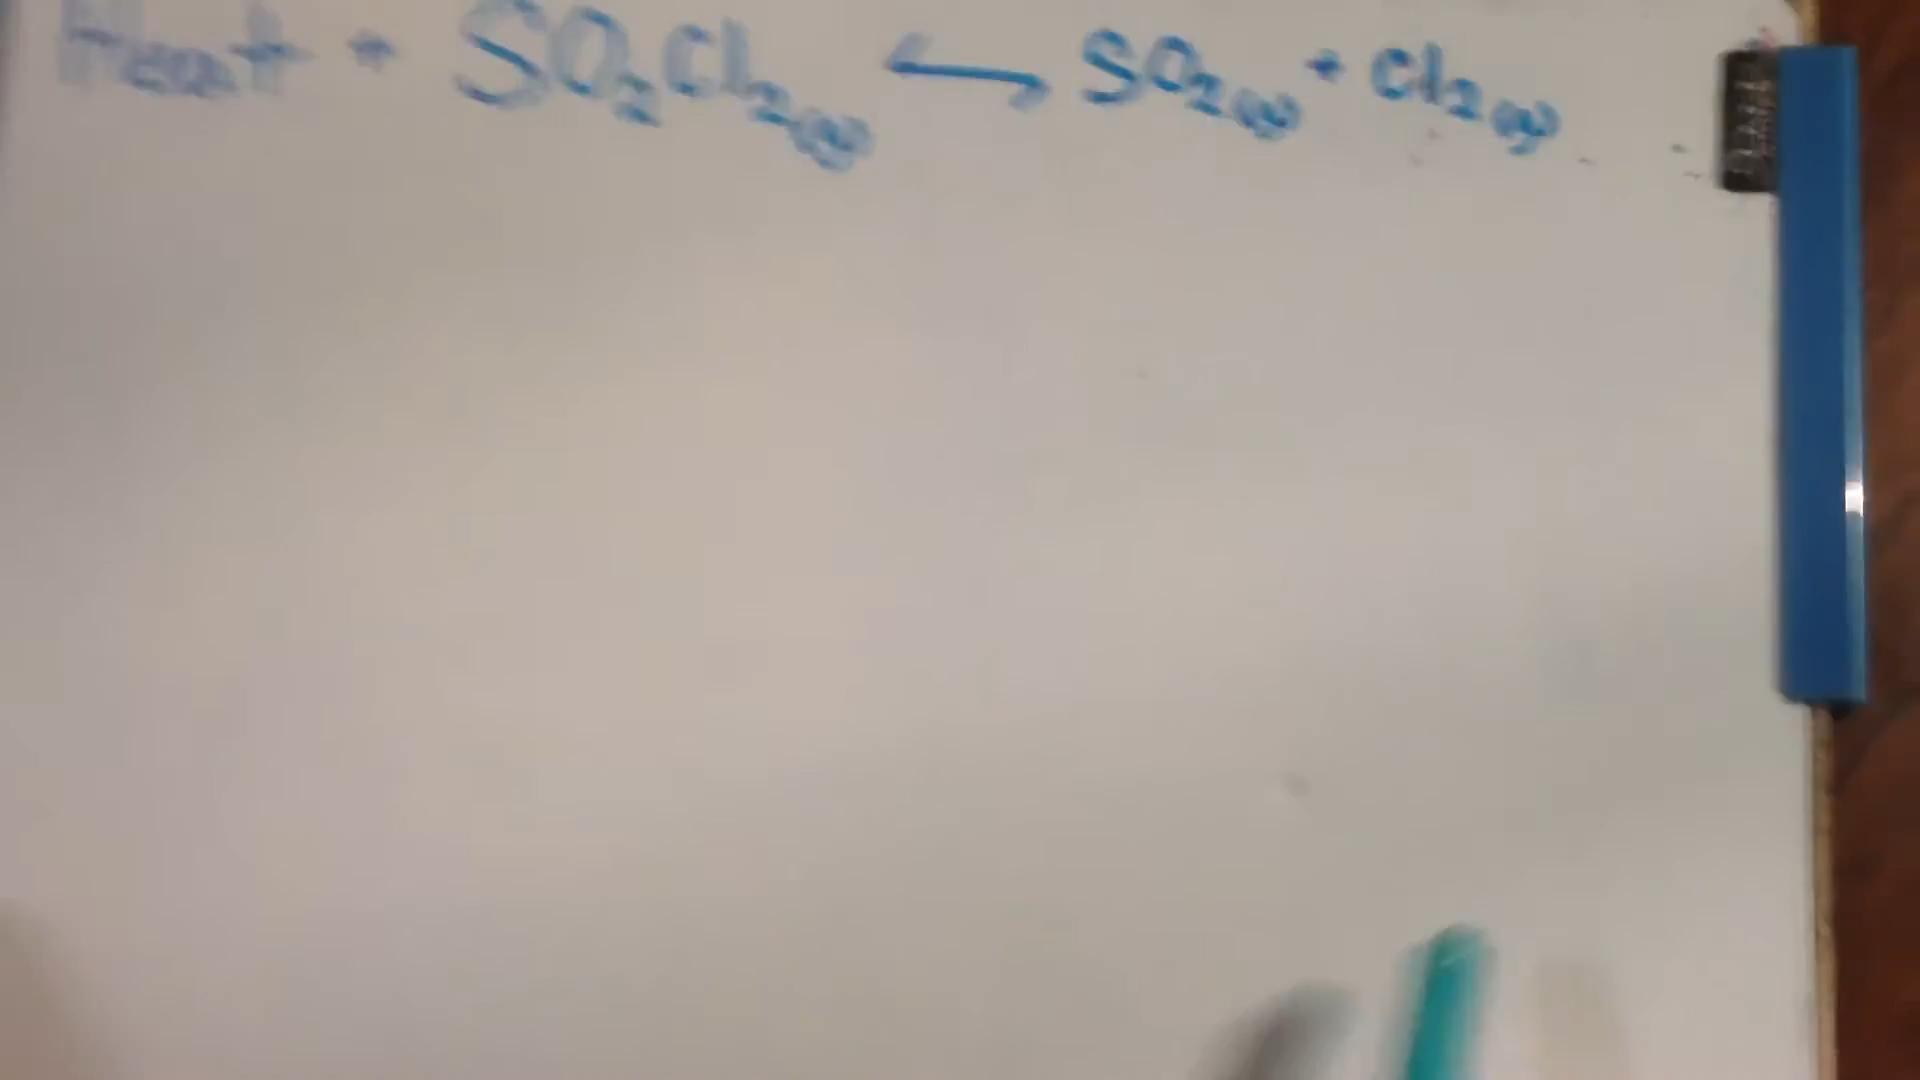 Heat + SO₂Cl₂(g) ⟷ SO₂(g) + Cl₂(g)